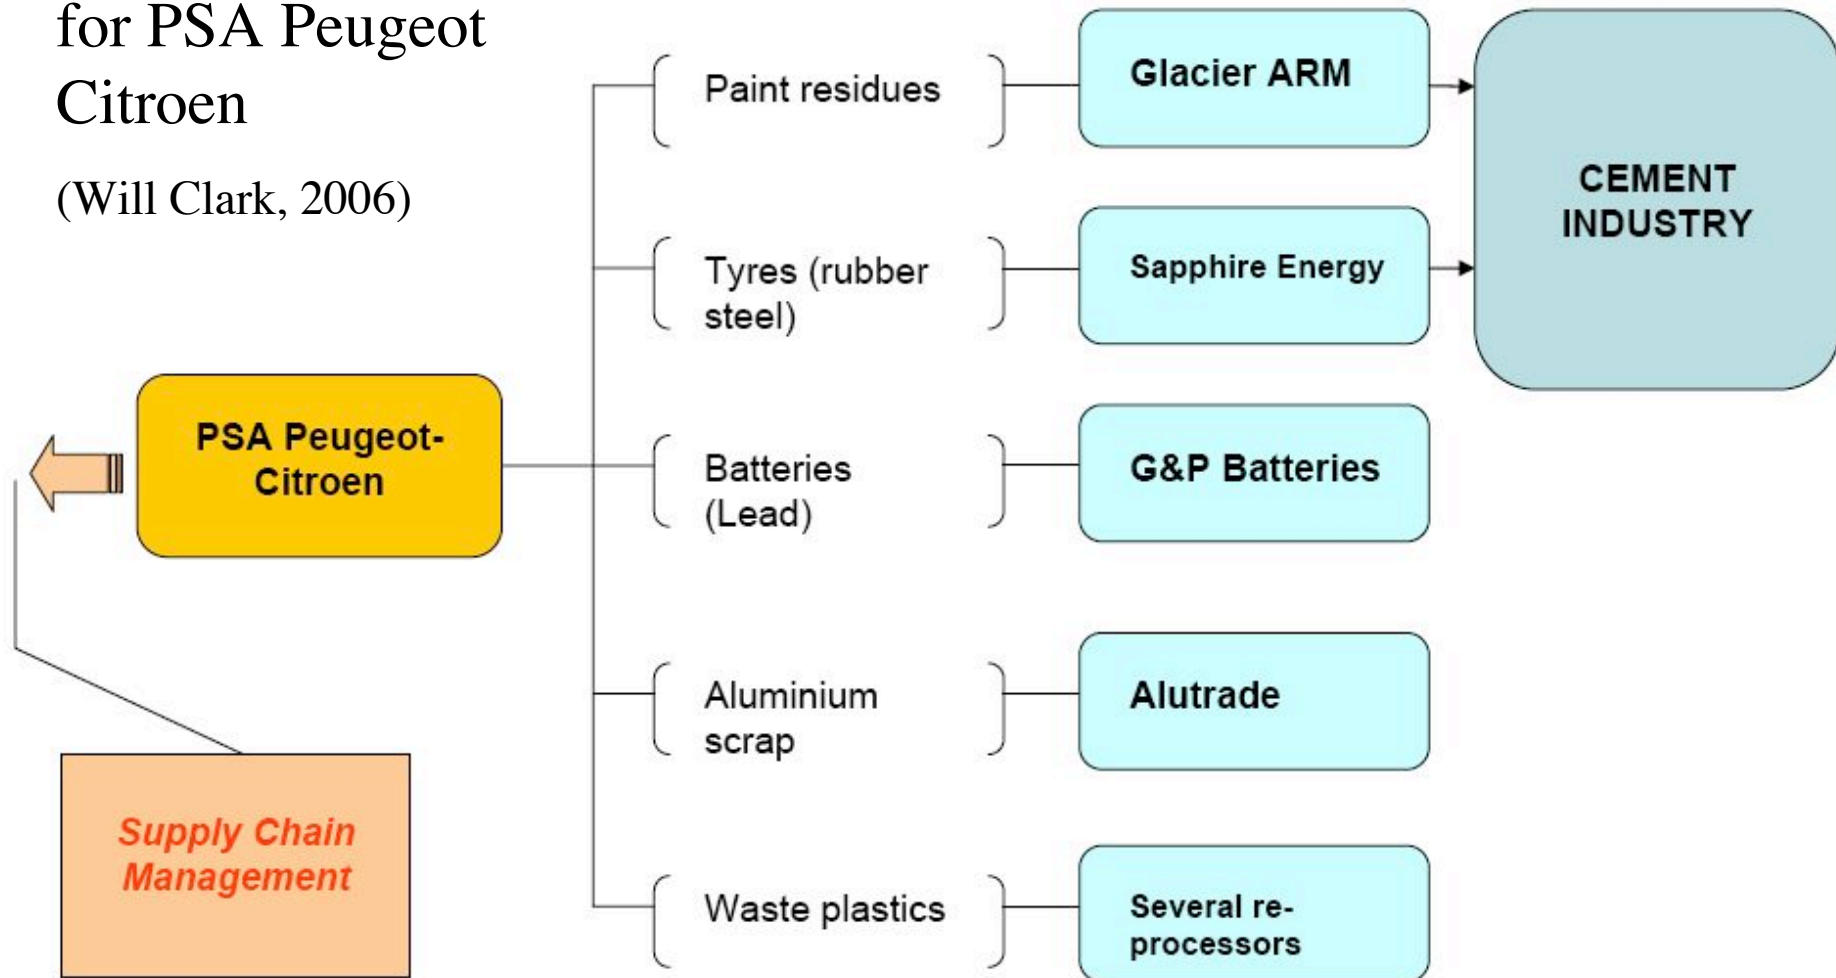 for PSA Peugeot
Citroen
(Will Clark, 2006)
Paint residues
Glacier ARM
CEMENT
INDUSTRY
Tyres (rubber
steel)
Sapphire Energy
PSA Peugeot-
Citroen
Batteries
(Lead)
G&P Batteries
Aluminium
scrap
Alutrade
Supply Chain
Management
Waste plastics
Several re-
processors